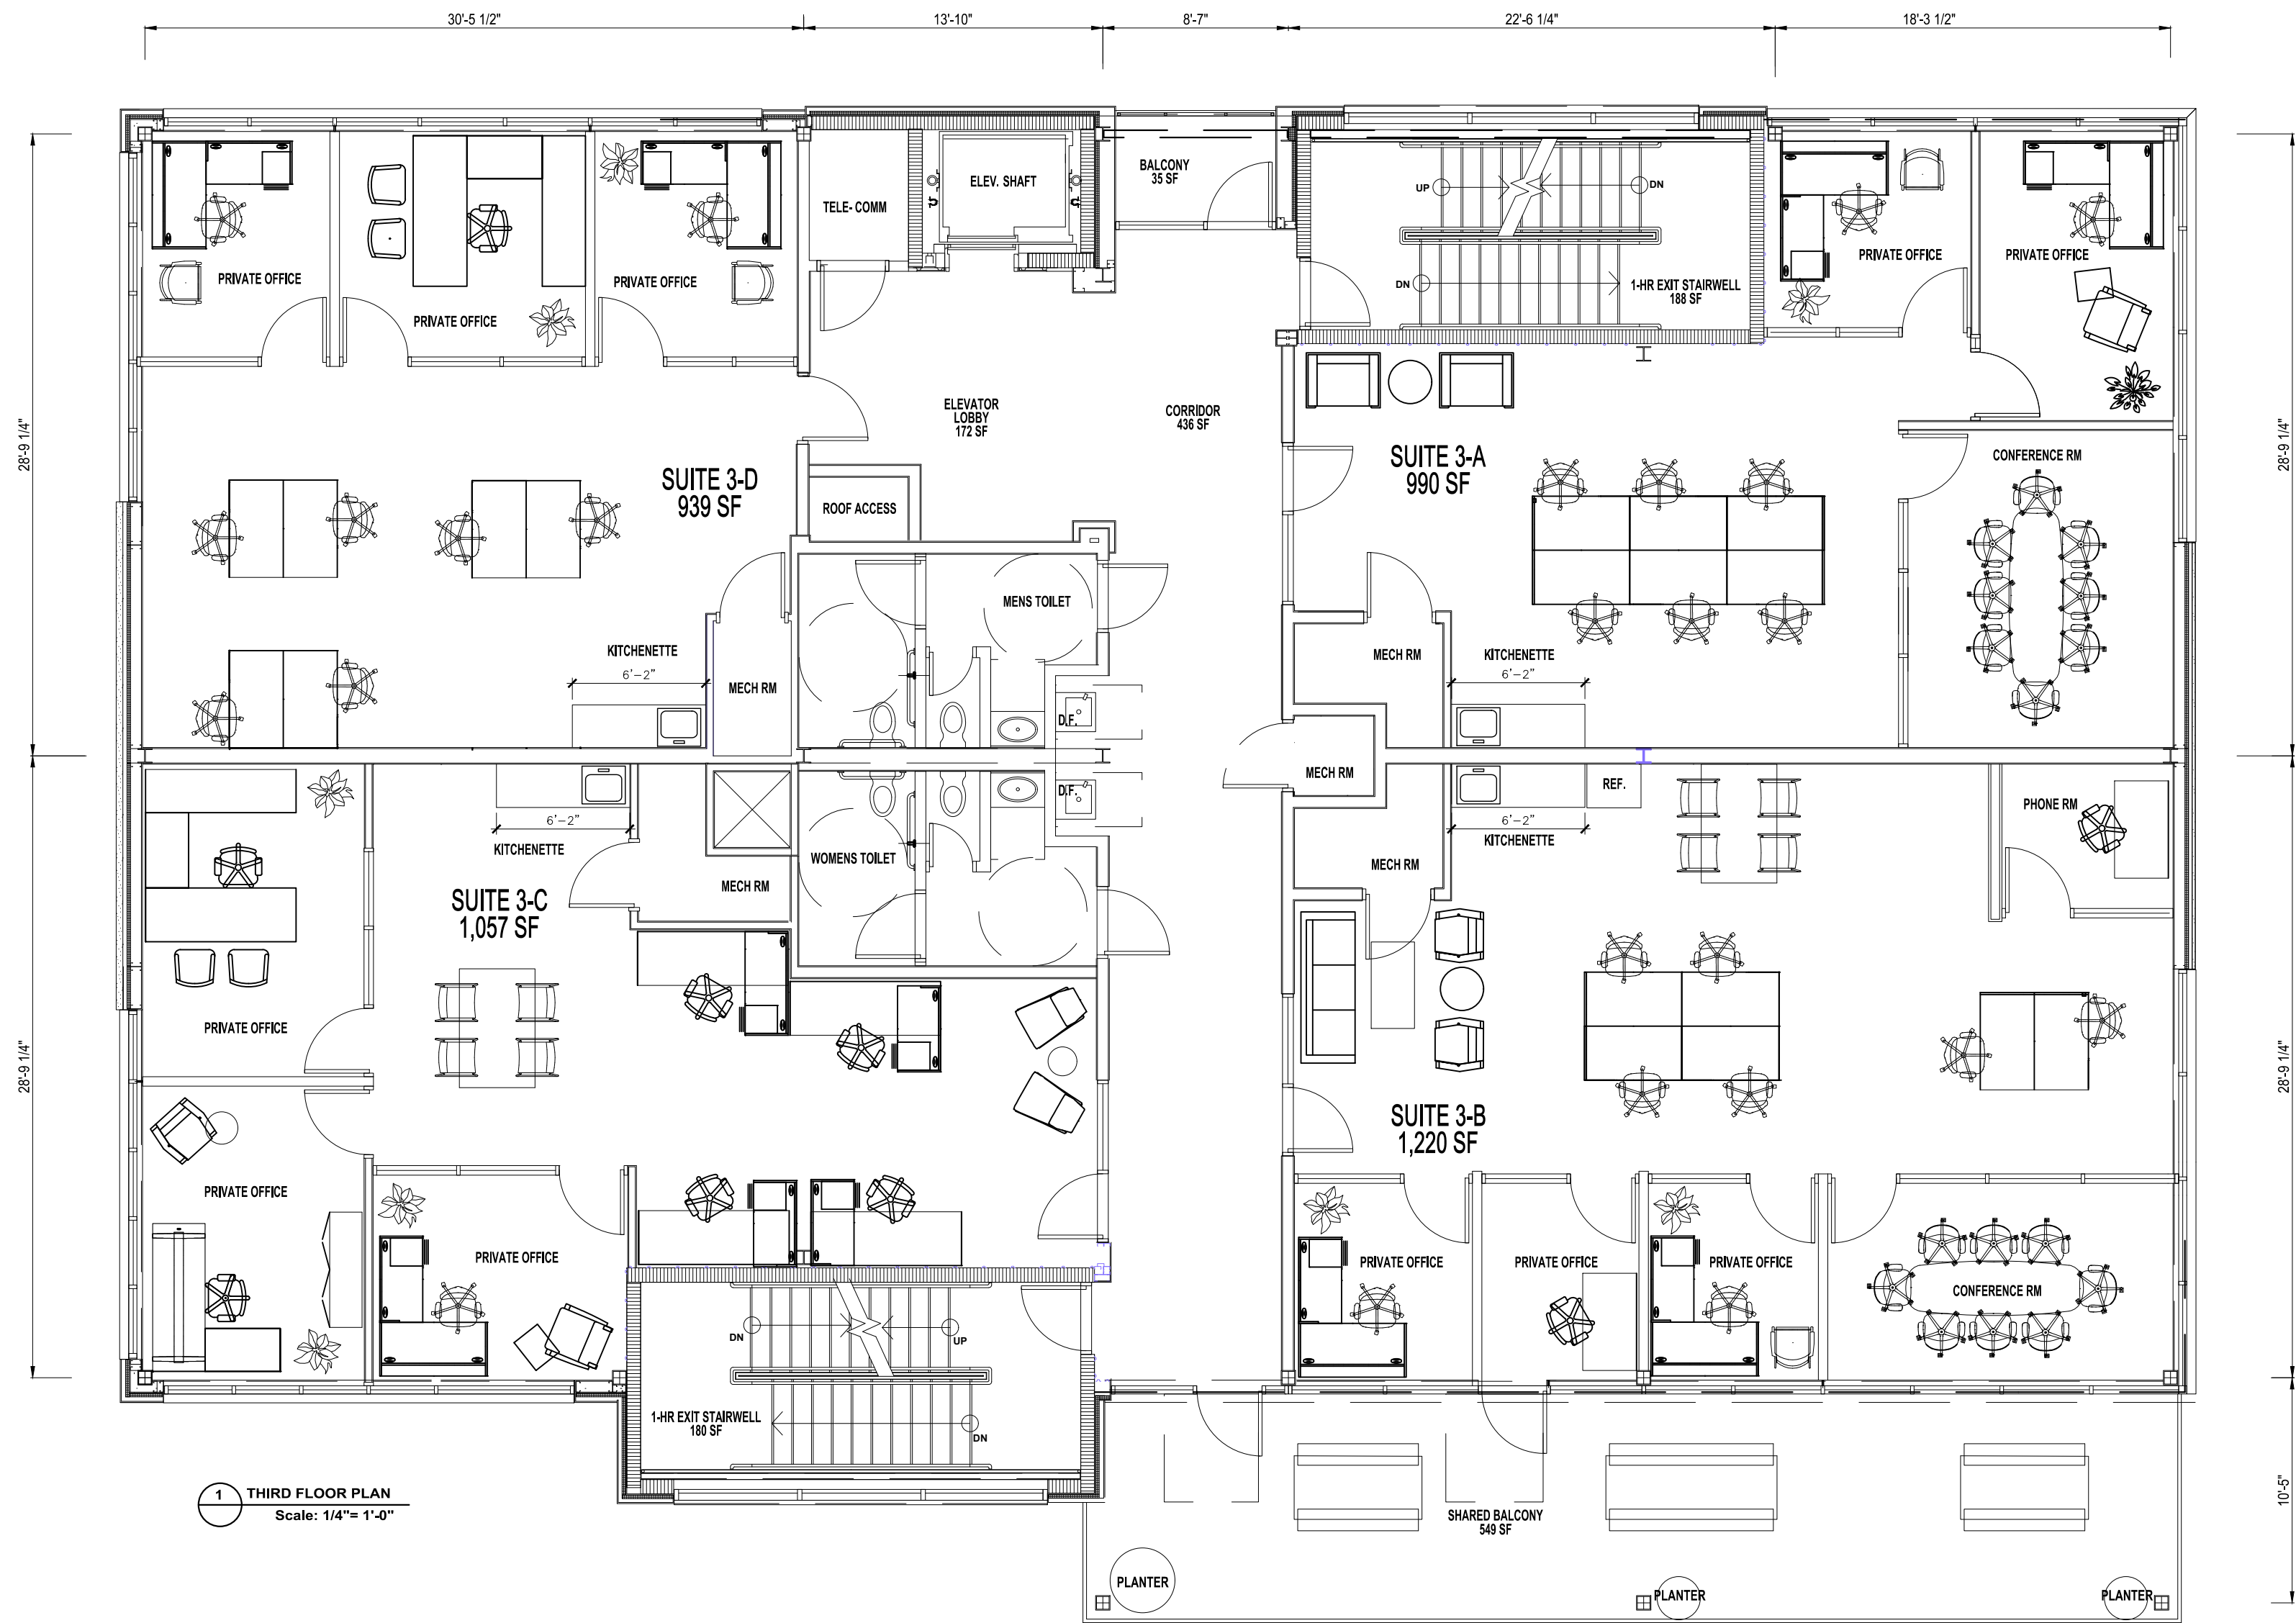 30'-5 1/2"
13'-10"
8'-7"
22'-6 1/4"
18'-3 1/2"
28'-9 1/4"
28'-9 1/4"
BALCONY
35 SF
ELEV. SHAFT
TELE- COMM
UP
DN
DN
1-HR EXIT STAIRWELL
188 SF
PRIVATE OFFICE
PRIVATE OFFICE
PRIVATE OFFICE
PRIVATE OFFICE
PRIVATE OFFICE
ELEVATOR
LOBBY
172 SF
CORRIDOR
436 SF
SUITE 3-D
939 SF
ROOF ACCESS
SUITE 3-A
990 SF
CONFERENCE RM
MENS TOILET
KITCHENETTE
6'-2"
MECH RM
D.F.
MECH RM
KITCHENETTE
6'-2"
MECH RM
D.F.
6'-2"
KITCHENETTE
WOMENS TOILET
MECH RM
SUITE 3-C
1,057 SF
REF.
6'-2"
KITCHENETTE
MECH RM
PHONE RM
28'-9 1/4"
28'-9 1/4"
PRIVATE OFFICE
SUITE 3-B
1,220 SF
PRIVATE OFFICE
PRIVATE OFFICE
PRIVATE OFFICE
PRIVATE OFFICE
PRIVATE OFFICE
CONFERENCE RM
DN
UP
1-HR EXIT STAIRWELL
180 SF
DN
10'-5"
1
THIRD FLOOR PLAN
Scale: 1/4"= 1'-0"
SHARED BALCONY
549 SF
PLANTER
PLANTER
PLANTER